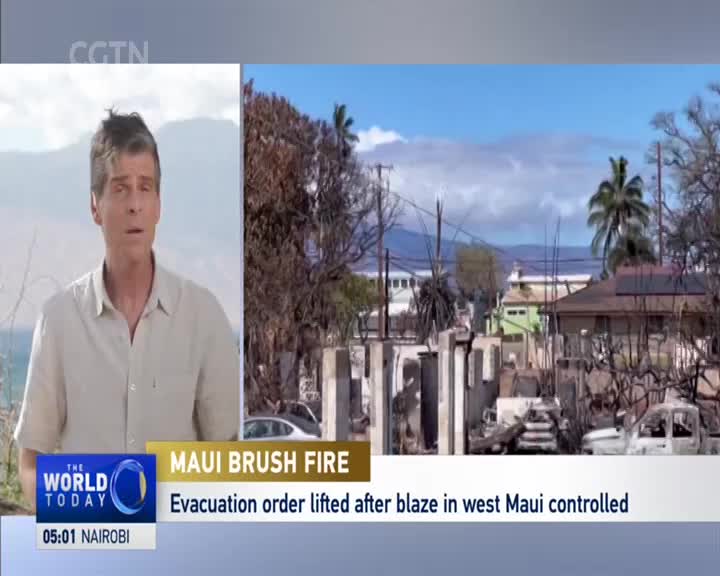 CGTN
MAUI BRUSH FIRE
THE
WORLD
TODAY
Evacuation order lifted after blaze in west Maui controlled
05:01 NAIROBI